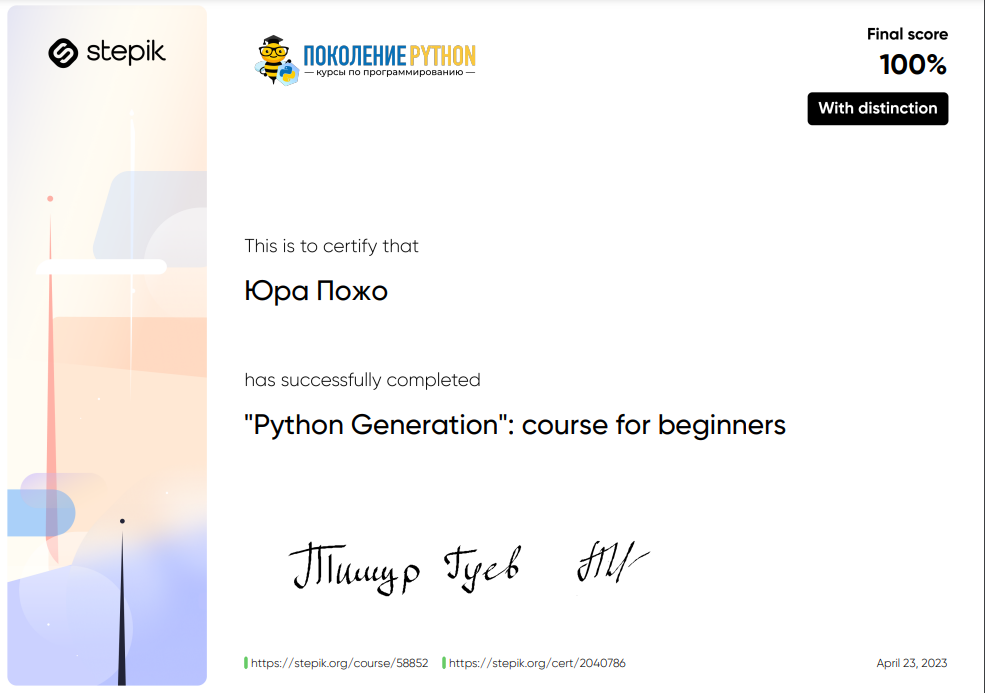 stepik
ПОКОЛЕНИЕ PYTHON
— курсы по программированию —
Final score
100%
With distinction
This is to certify that
Юра Пожо
has successfully completed
"Python Generation": course for beginners
Тимур Гуев
https://stepik.org/course/58852 https://stepik.org/cert/2040786
April 23, 2023